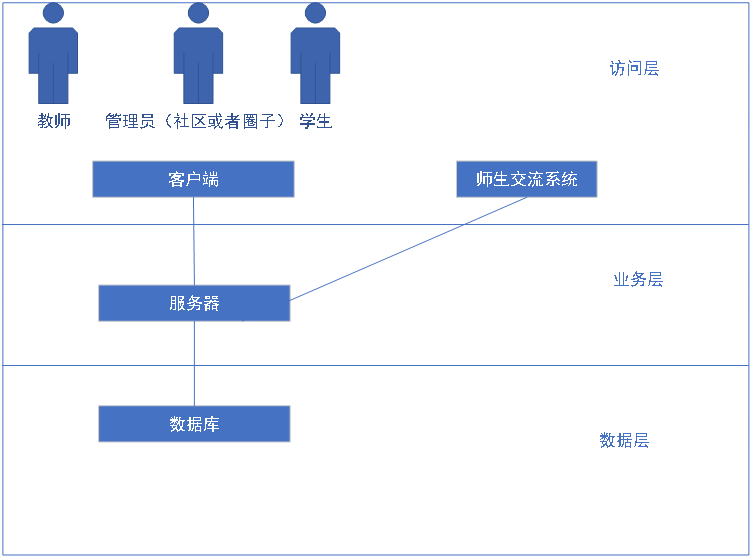 访问层
教师
管理员（社区或者圈子）
学生
客户端
师生交流系统
业务层
服务器
数据库
数据层